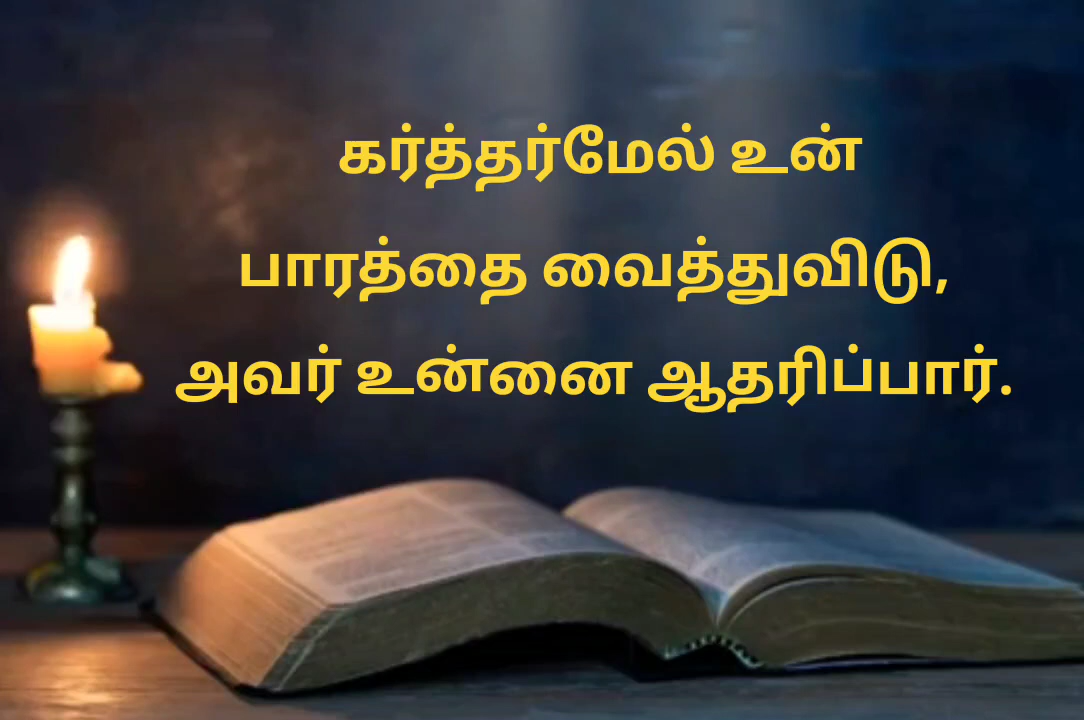 கர்த்தர்மேல் உன்
பாரத்தை வைத்துவிடு,
அவர் உன்னை ஆதரிப்பார்.